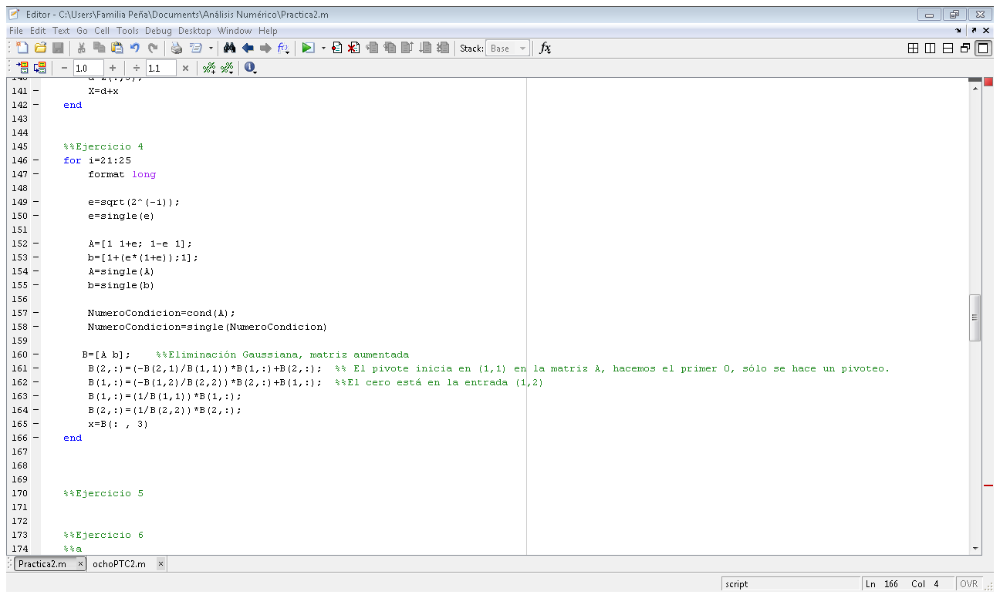 Editor - C:\Users\Familia Peña\Documents\Análisis Numérico\Practica2.m
File Edit Text Go Cell Tools Debug Desktop Window Help
Stack: Base fx
- 1.0 + ÷ 1.1 ×
141 - X=d+x
142 - end
143
144
145 %%Ejercicio 4
146 - for i=21:25
147 - format long
148
149 - e=sqrt(2^(-i));
150 - e=single(e)
151
152 - A=[1 1+e; 1-e 1];
153 - b=[1+(e*(1+e));1];
154 - A=single(A)
155 - b=single(b)
156
157 - NumeroCondicion=cond(A);
158 - NumeroCondicion=single(NumeroCondicion)
159
160 - B=[A b]; %%Eliminación Gaussiana, matriz aumentada
161 - B(2,:)=(-B(2,1)/B(1,1))*B(1,:)+B(2,:); %% El pivote inicia en (1,1) en la matriz A, hacemos el primer 0, sólo se hace un pivoteo.
162 - B(1,:)=(-B(1,2)/B(2,2))*B(2,:)+B(1,:); %%El cero está en la entrada (1,2)
163 - B(1,:)=(1/B(1,1))*B(1,:);
164 - B(2,:)=(1/B(2,2))*B(2,:);
165 - x=B(: , 3)
166 - end
167
168
169
170 %%Ejercicio 5
171
172
173 %%Ejercicio 6
174 %%a
Practica2.m × ochoPTC2.m ×
script Ln 166 Col 4 OVR